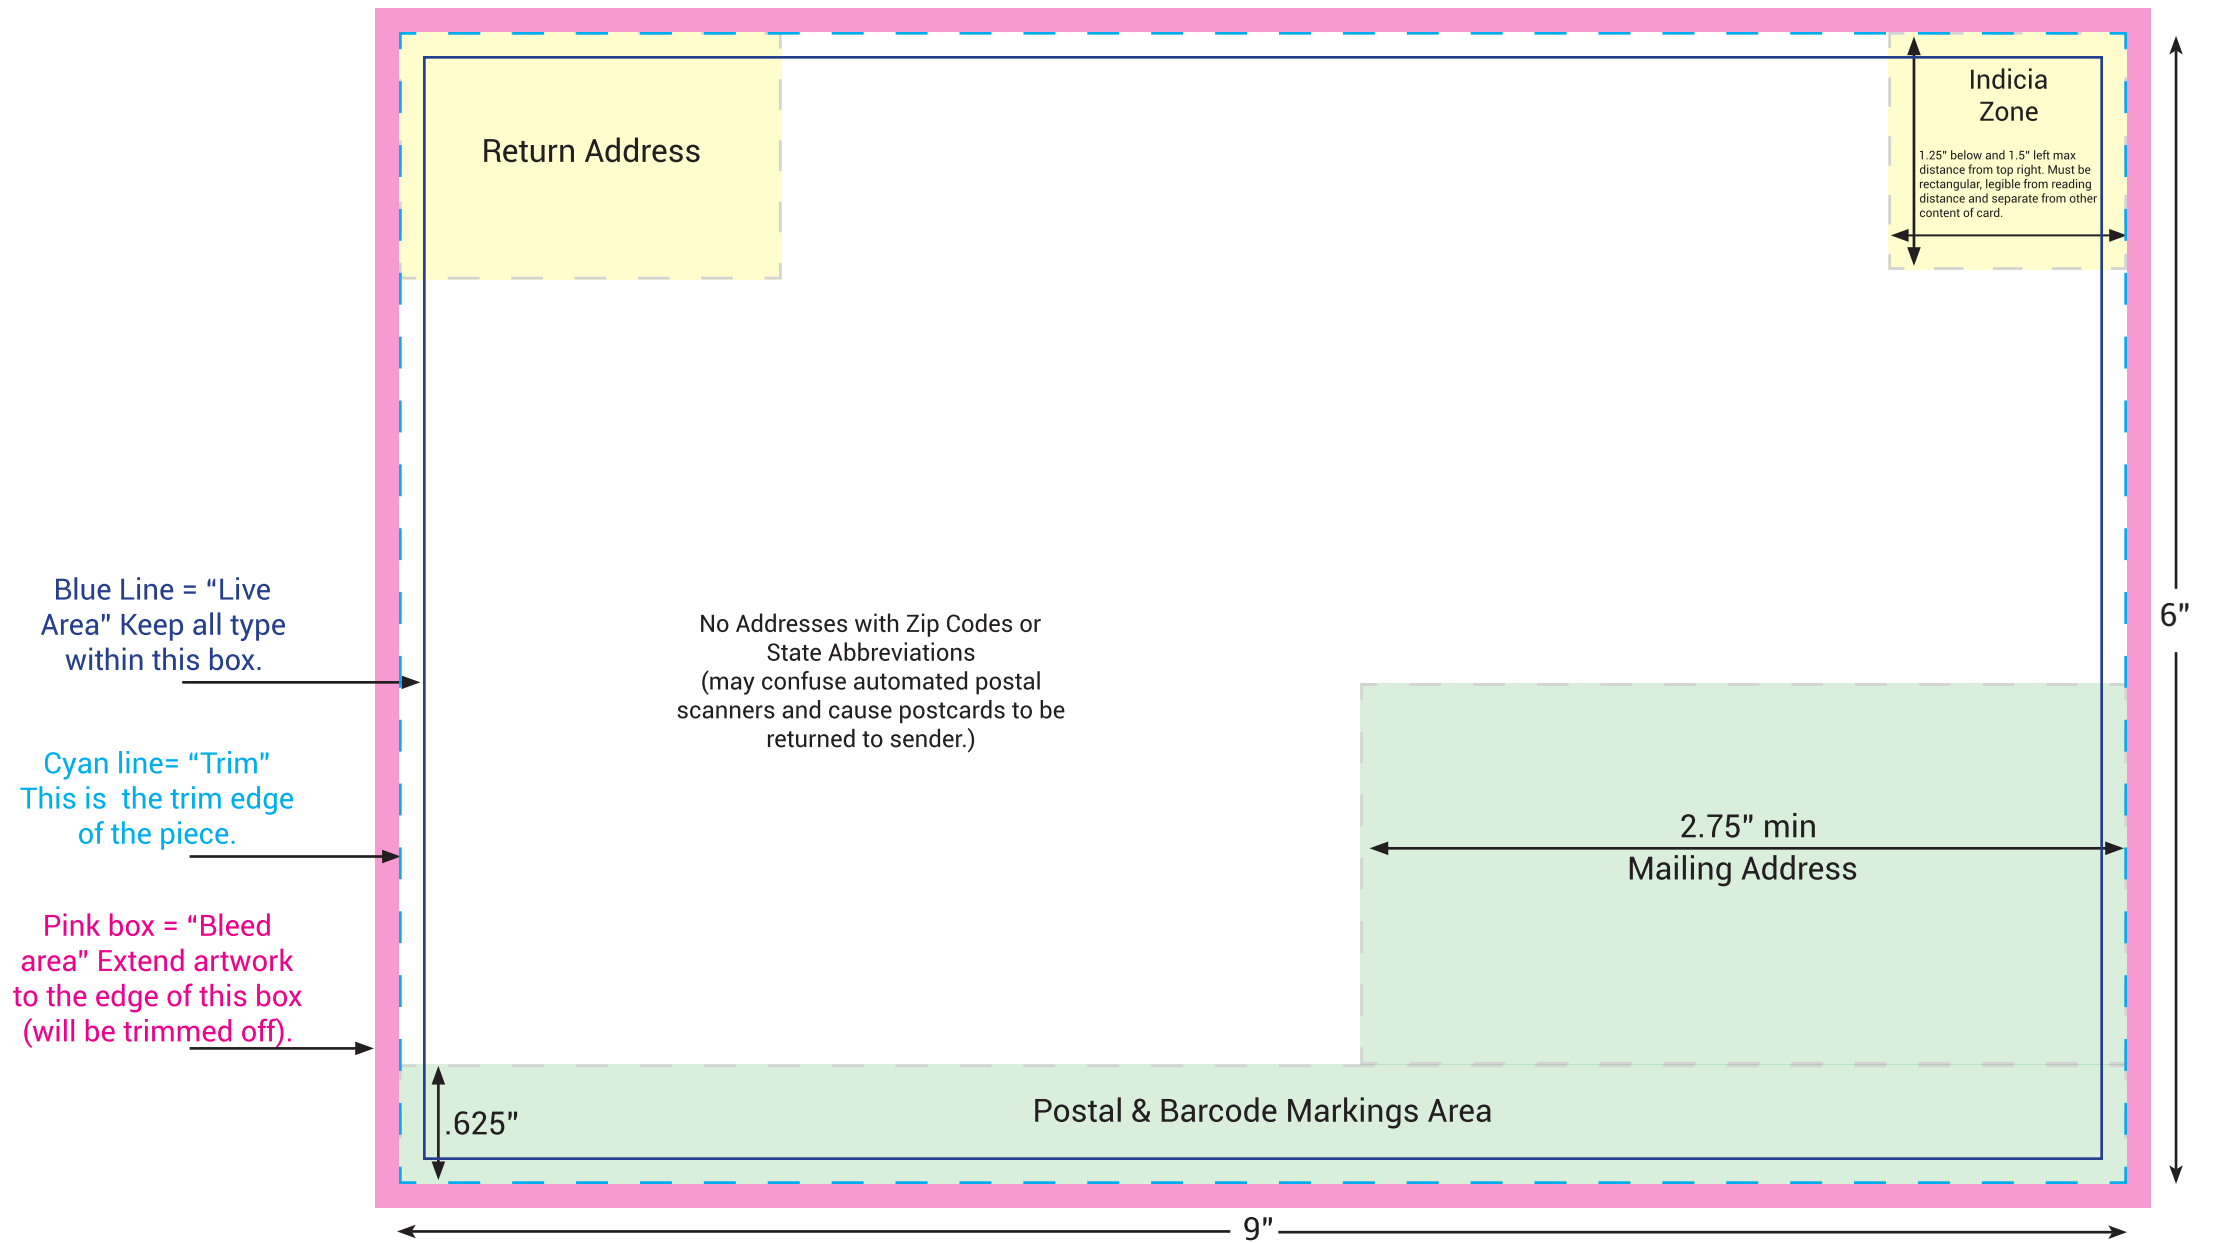 Return Address
Indicia
Zone
1.25" below and 1.5" left max
distance from top right. Must be
rectangular, legible from reading
distance and separate from other
content of card.
Blue Line = “Live
Area” Keep all type
within this box.
6”
No Addresses with Zip Codes or
State Abbreviations
(may confuse automated postal
scanners and cause postcards to be
returned to sender.)
Cyan line= “Trim”
This is  the trim edge
of the piece.
2.75” min
Mailing Address
Pink box = “Bleed
area” Extend artwork
to the edge of this box
(will be trimmed off).
.625”
Postal & Barcode Markings Area
9”